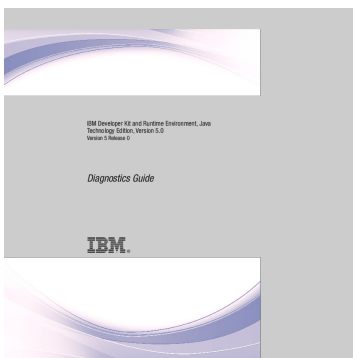 IBM Developer Kit and Runtime Environment, Java
Technology Edition, Version 5.0
Version 5 Release 0
Diagnostics Guide
IBM®